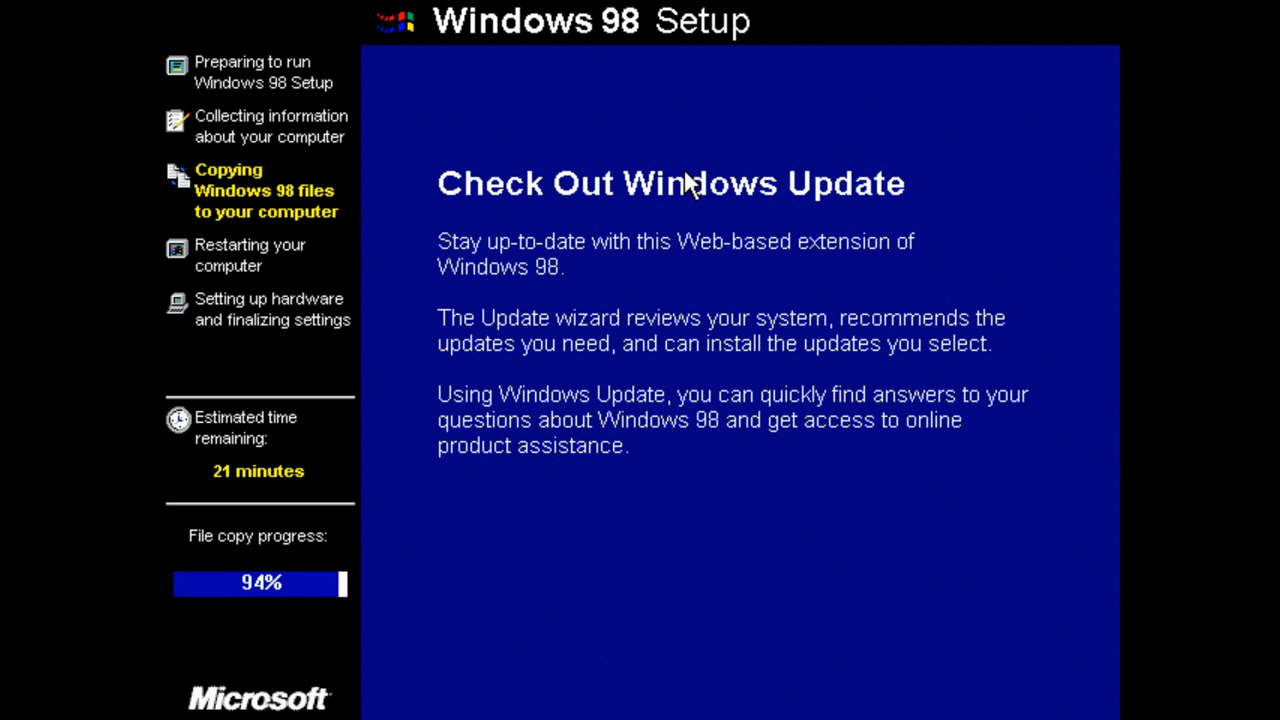 Windows 98 Setup
Preparing to run
Windows 98 Setup
Collecting information
about your computer
Copying
Windows 98 files
to your computer
Restarting your
computer
Setting up hardware
and finalizing settings
Estimated time
remaining:
21 minutes
File copy progress:
94%
Microsoft
Check Out Windows Update
Stay up-to-date with this Web-based extension of
Windows 98.
The Update wizard reviews your system, recommends the
updates you need, and can install the updates you select.
Using Windows Update, you can quickly find answers to your
questions about Windows 98 and get access to online
product assistance.